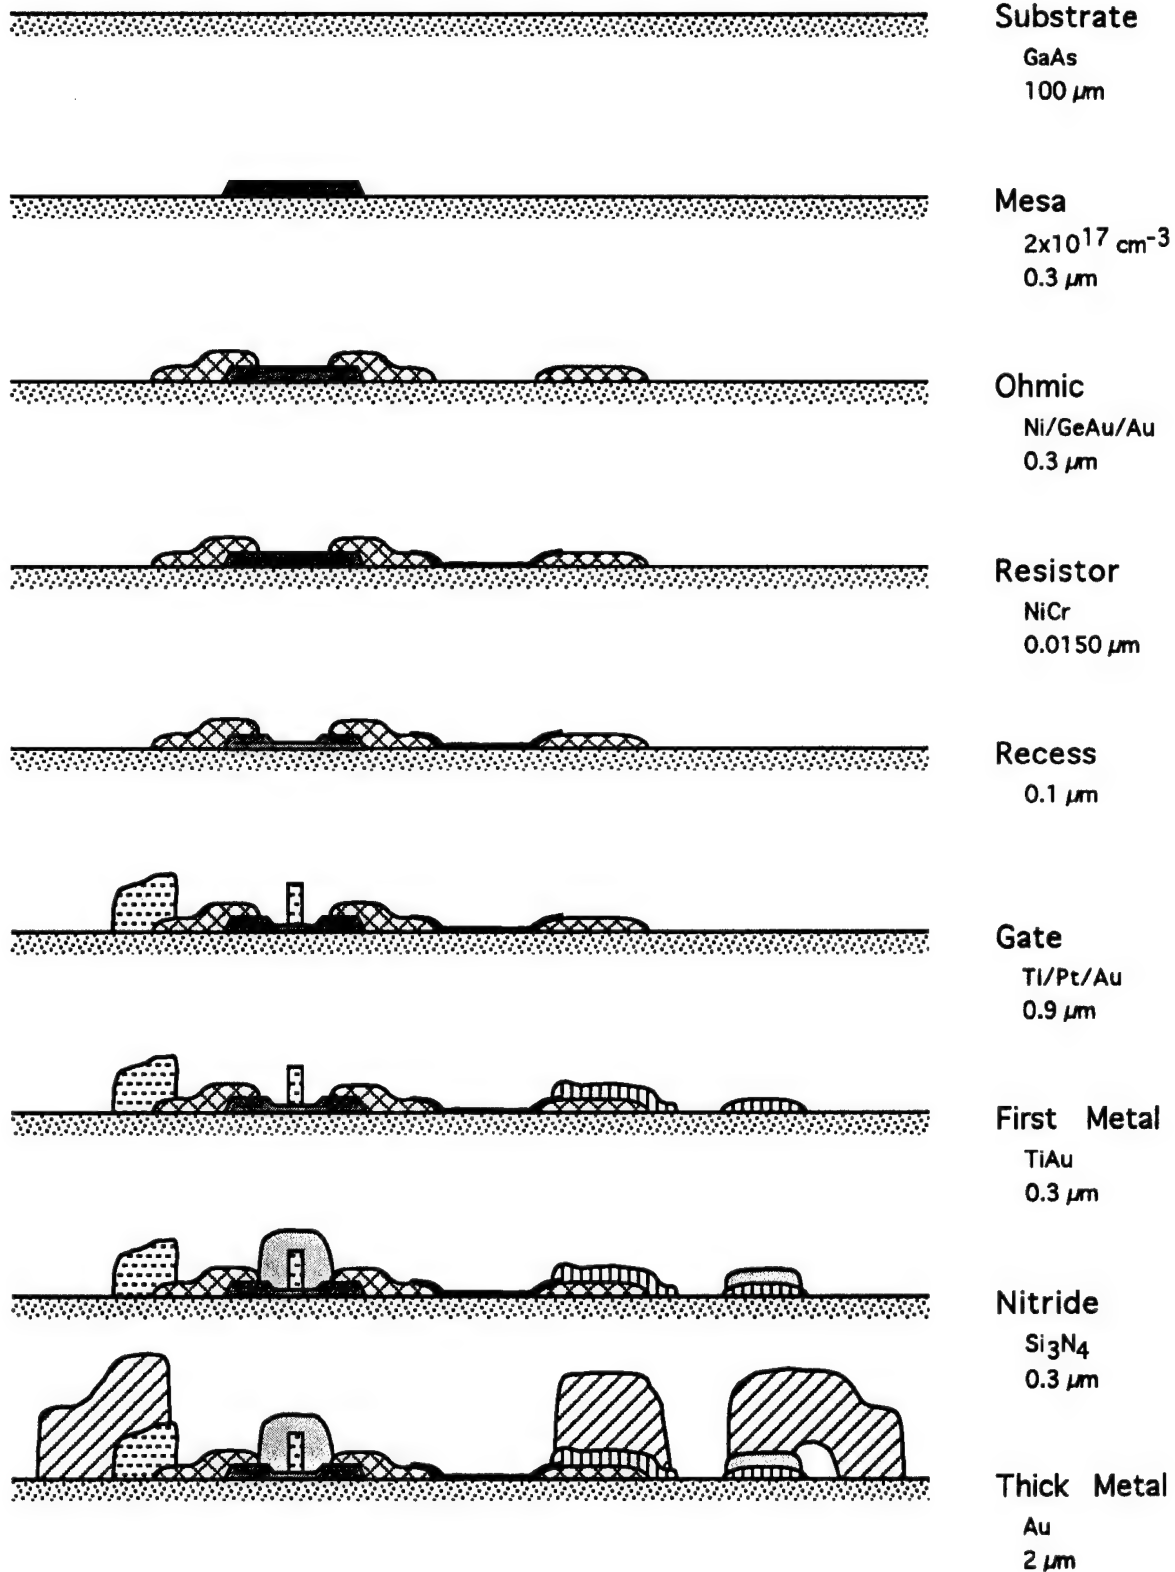 Substrate
GaAs
100 μm
Mesa
2x10¹⁷ cm⁻³
0.3 μm
Ohmic
Ni/GeAu/Au
0.3 μm
Resistor
NiCr
0.0150 μm
Recess
0.1 μm
Gate
Ti/Pt/Au
0.9 μm
First Metal
TiAu
0.3 μm
Nitride
Si₃N₄
0.3 μm
Thick Metal
Au
2 μm